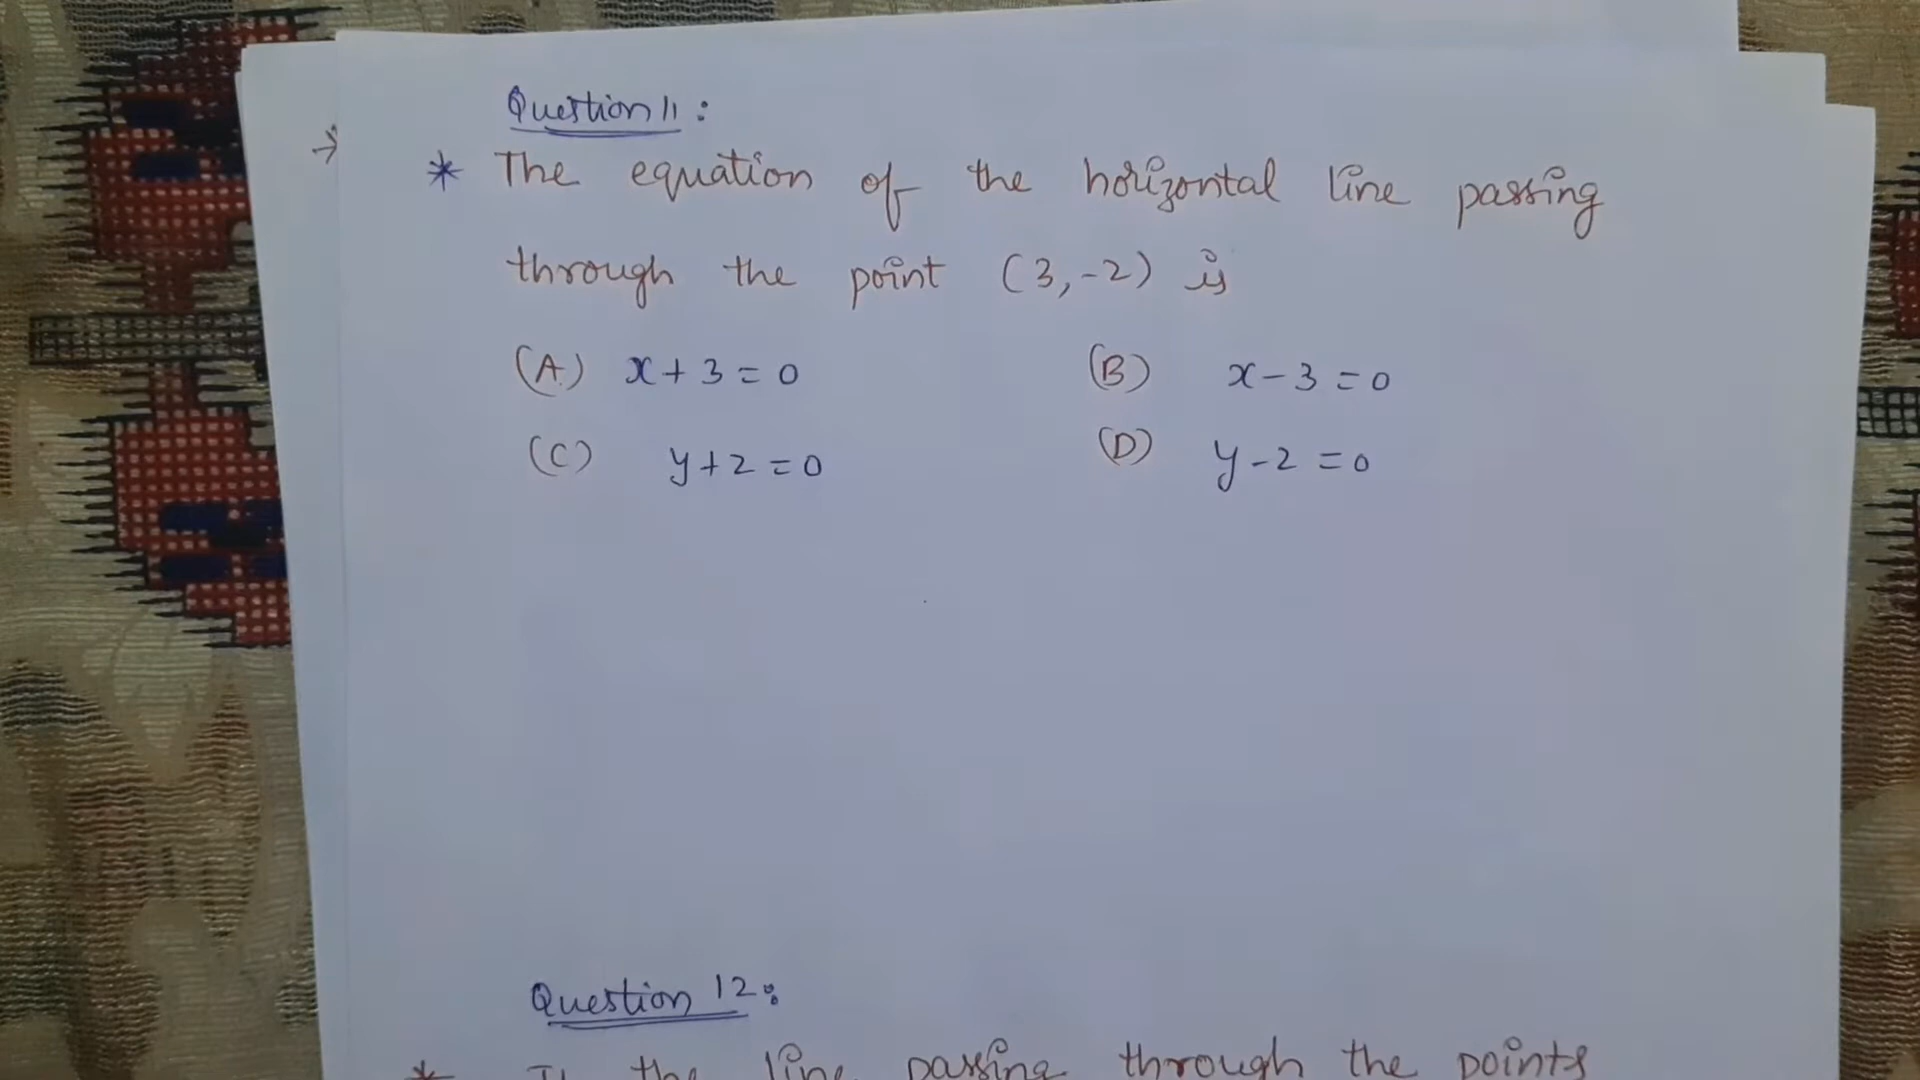 Question 11 :
→
* The equation of the horizontal line passing
through the point (3,-2) is
(A) x + 3 = 0 (B) x - 3 = 0
(C) y + 2 = 0 (D) y - 2 = 0
Question 12 :
* If the line passing through the points